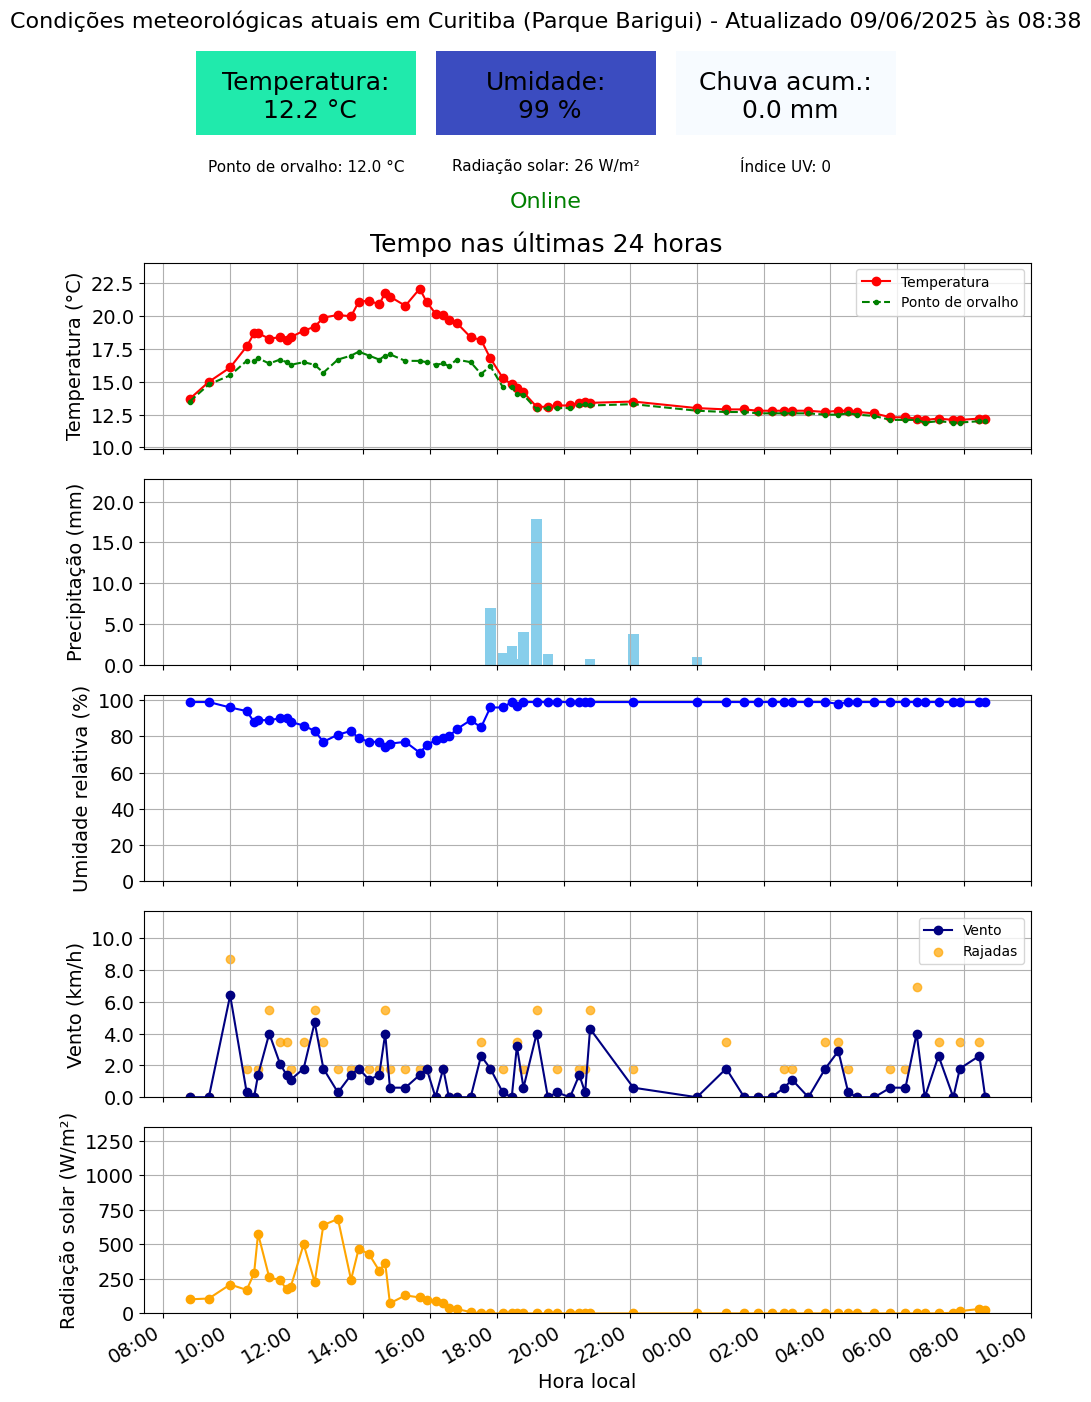 Condições meteorológicas atuais em Curitiba (Parque Barigui) - Atualizado 09/06/2025 às 08:38
Temperatura:
12.2 °C
Umidade:
99 %
Chuva acum.:
0.0 mm
Ponto de orvalho: 12.0 °C
Radiação solar: 26 W/m²
Índice UV: 0
Online
Tempo nas últimas 24 horas
Temperatura (°C)
22.5
20.0
17.5
15.0
12.5
10.0
Temperatura
Ponto de orvalho
Precipitação (mm)
20.0
15.0
10.0
5.0
0.0
Umidade relativa (%)
100
80
60
40
20
0
Vento (km/h)
10.0
8.0
6.0
4.0
2.0
0.0
Vento
Rajadas
Radiação solar (W/m²)
1250
1000
750
500
250
0
08:00
10:00
12:00
14:00
16:00
18:00
20:00
22:00
00:00
02:00
04:00
06:00
08:00
10:00
Hora local